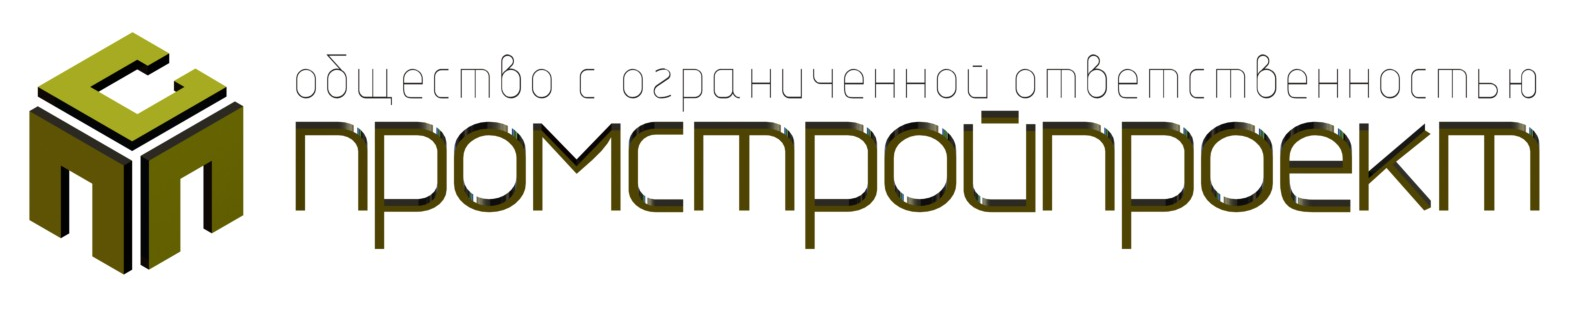 общество с ограниченной ответственностью
промстройпроект